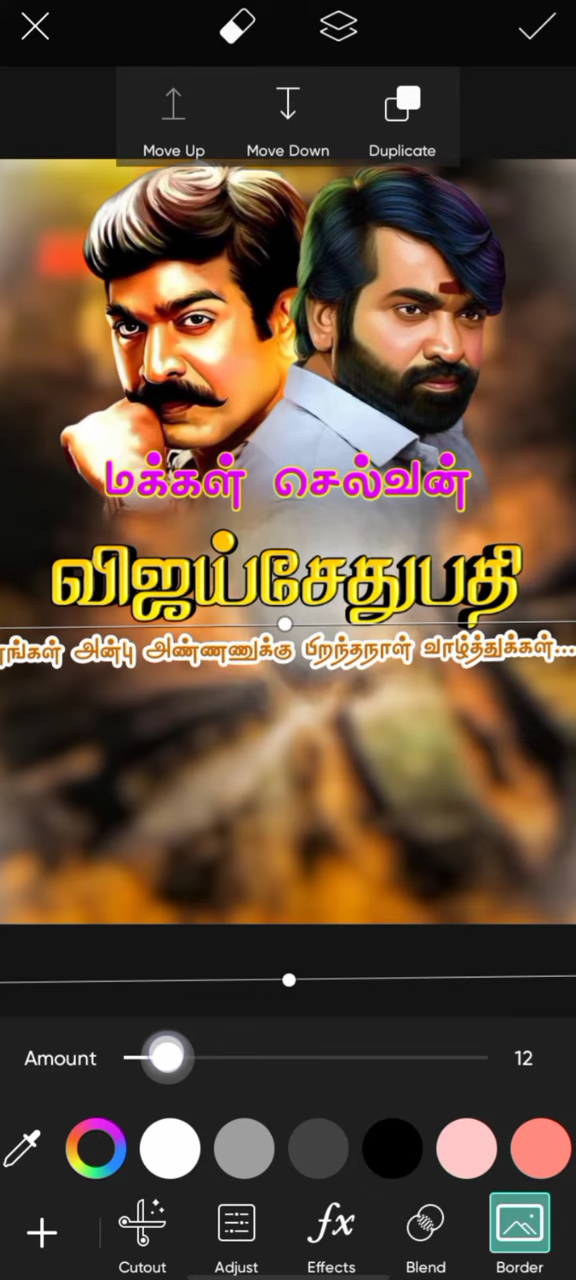 Move Up Move Down Duplicate
மக்கள் செல்வன்
விஜய்சேதுபதி
ங்கள் அன்பு அண்ணனுக்கு பிறந்தநாள் வாழ்த்துக்கள்...
Amount 12
Cutout Adjust Effects Blend Border